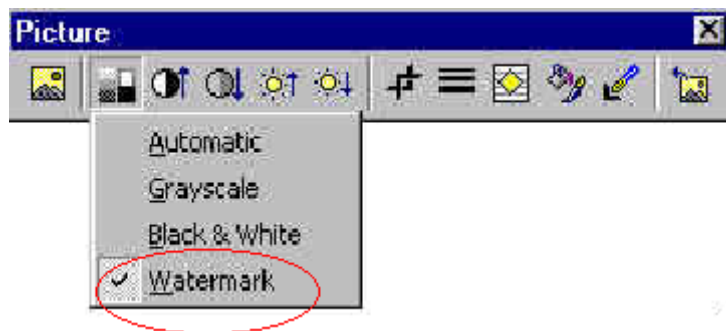 Picture
Automatic
Grayscale
Black & White
Watermark